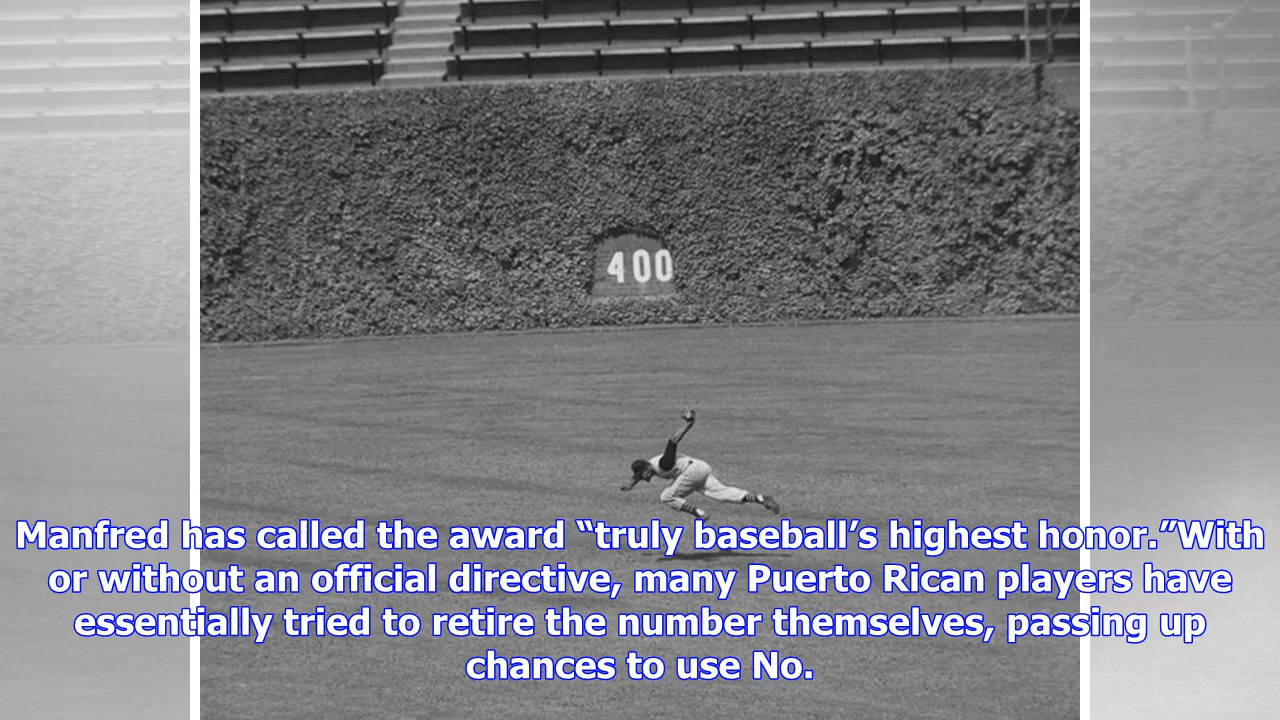 400
Manfred has called the award “truly baseball’s highest honor.”With
or without an official directive, many Puerto Rican players have
essentially tried to retire the number themselves, passing up
chances to use No.